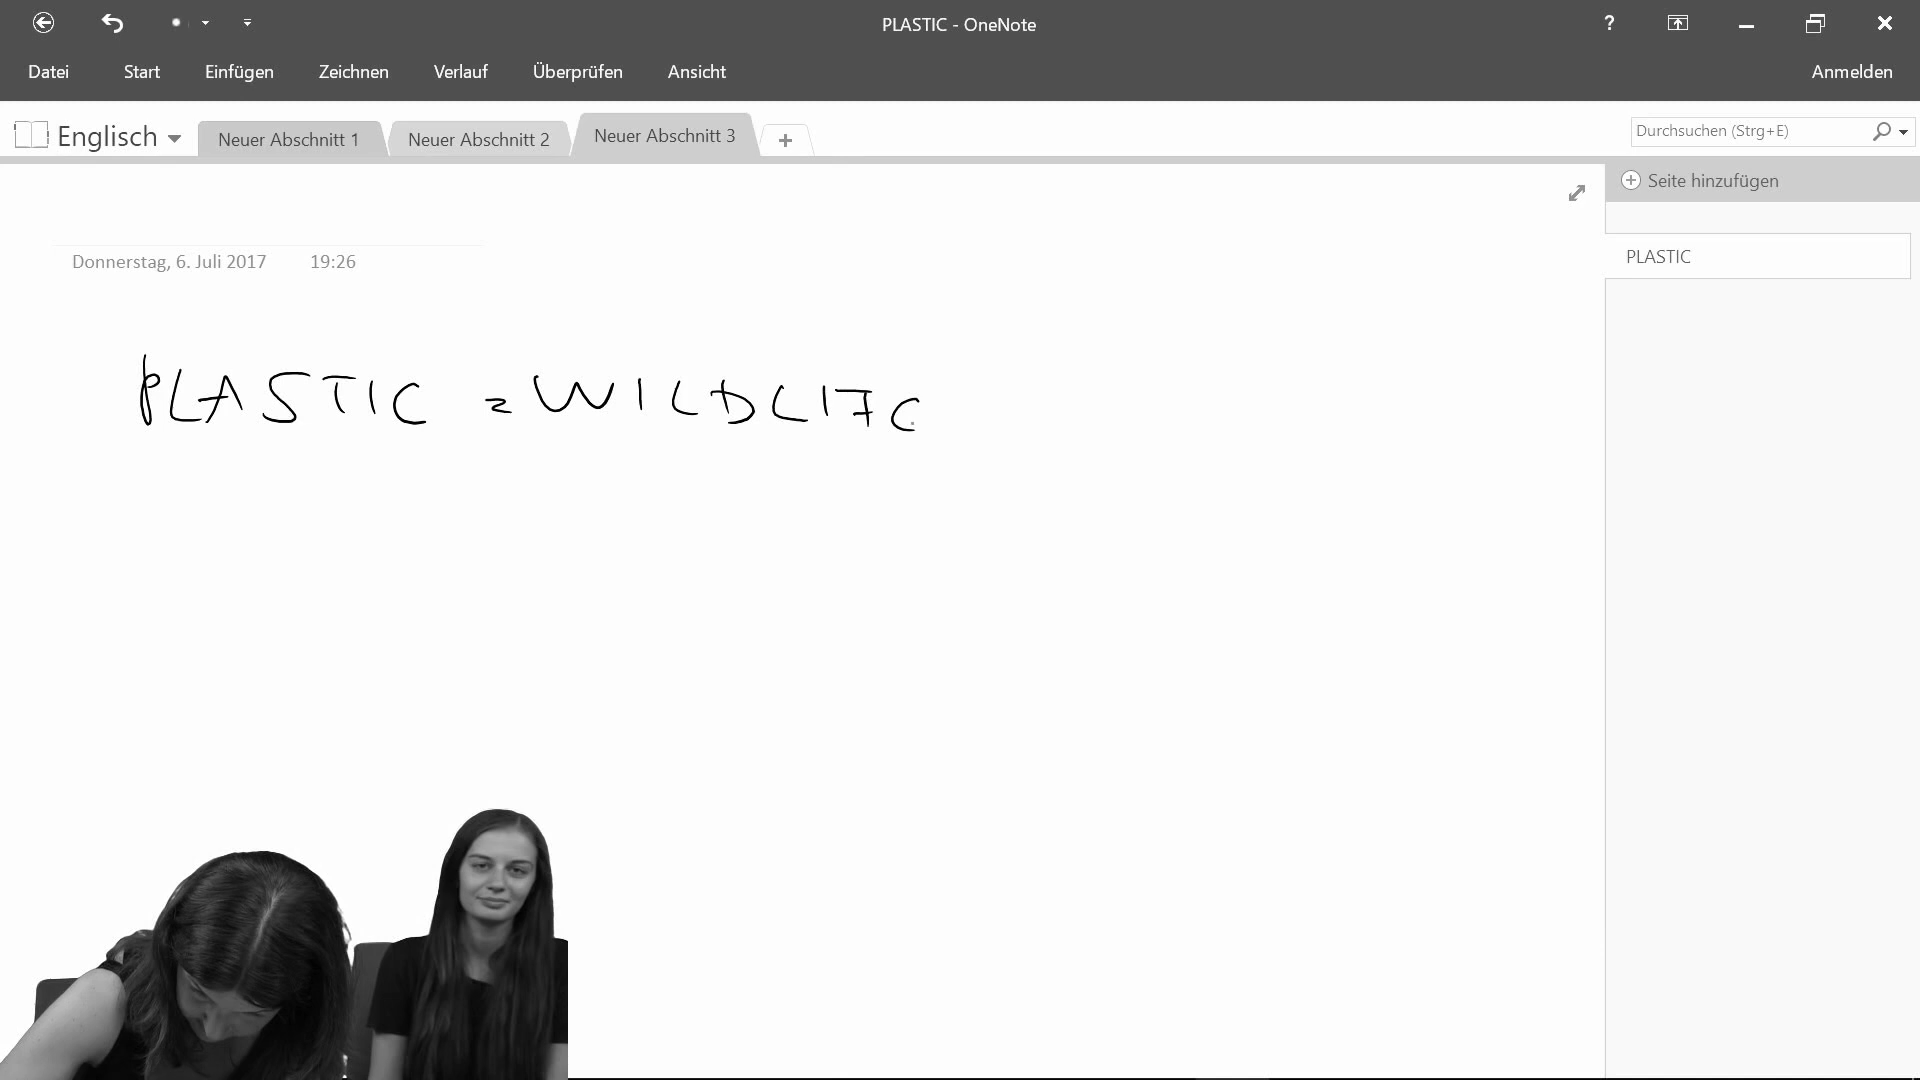 PLASTIC - OneNote
?
Datei Start Einfügen Zeichnen Verlauf Überprüfen Ansicht Anmelden
Englisch Neuer Abschnitt 1 Neuer Abschnitt 2 Neuer Abschnitt 3 + Durchsuchen (Strg+E)
Seite hinzufügen
Donnerstag, 6. Juli 2017 19:26
PLASTIC
PLASTIC = WILDLIFE